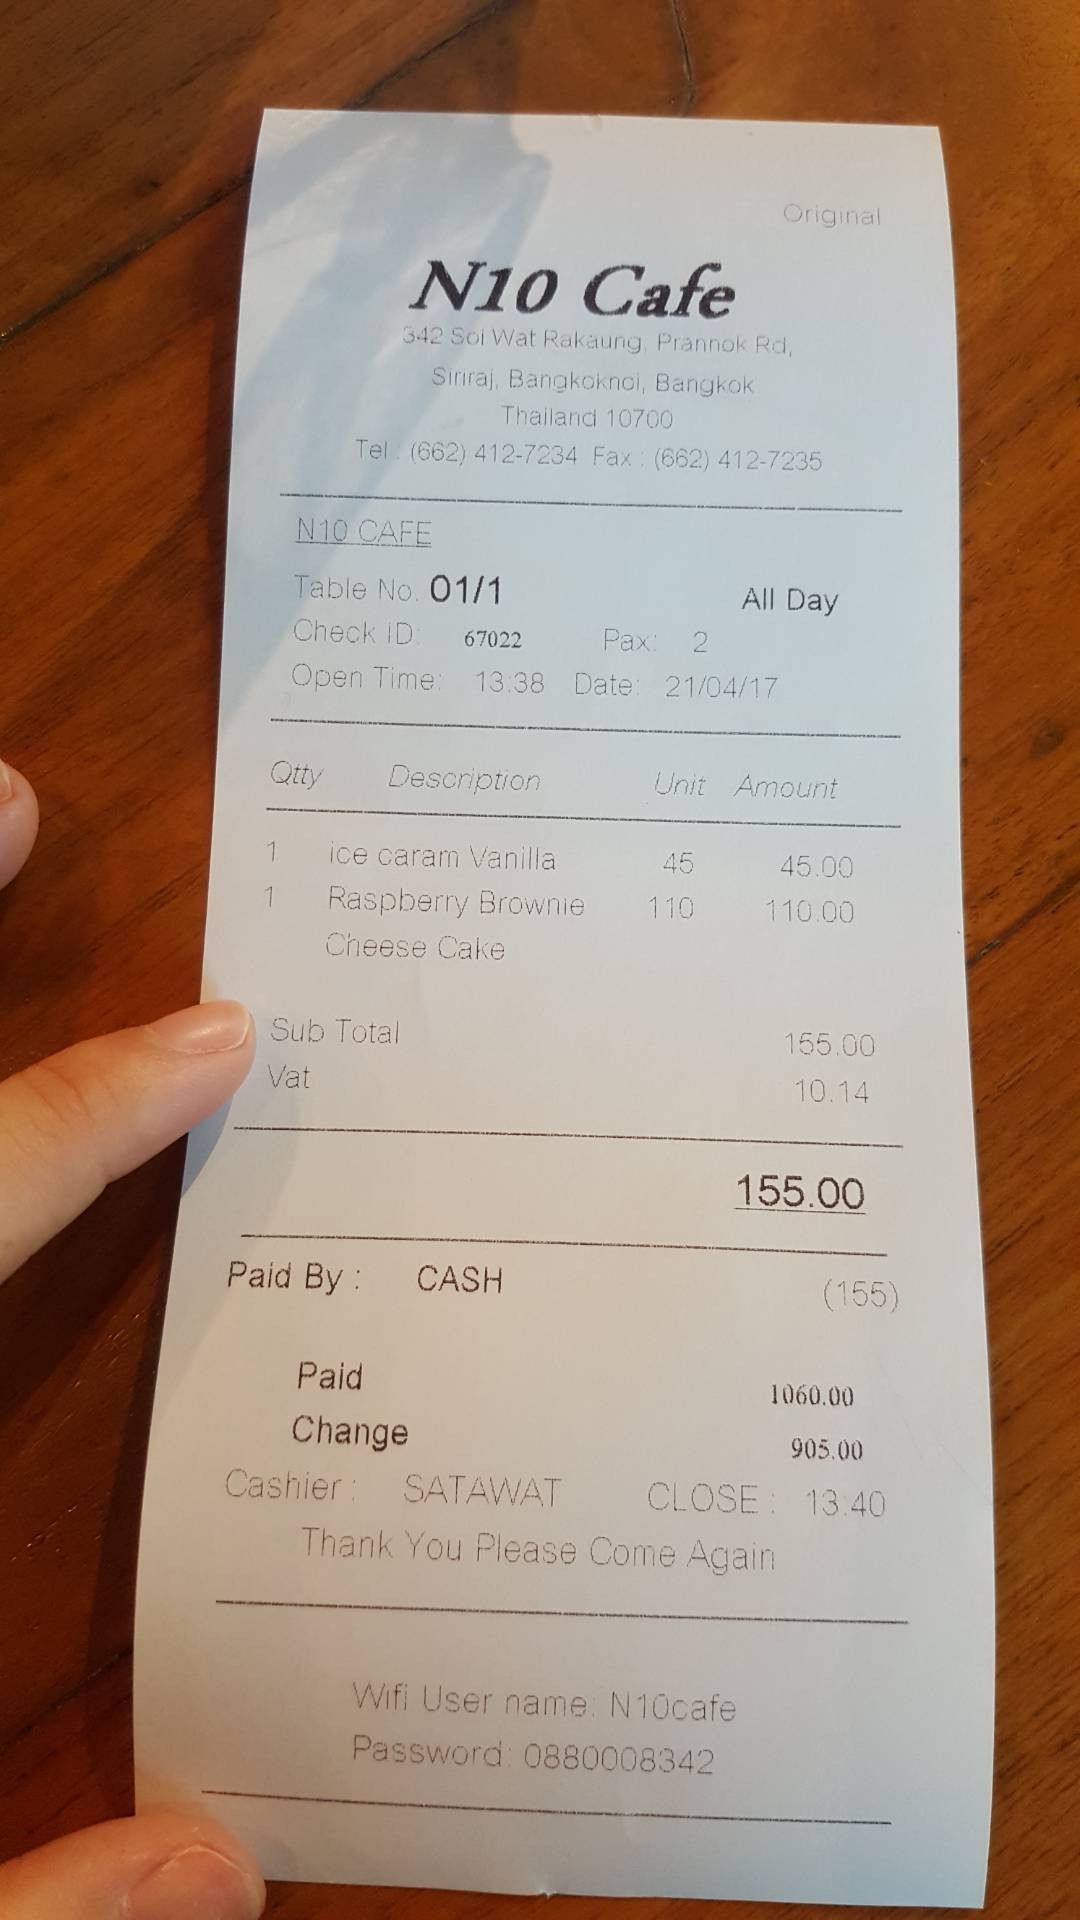 Original
N10 Cafe
342 Soi Wat Rakaung, Prannok Rd,
Siriraj, Bangkoknoi, Bangkok
Thailand 10700
Tel : (662) 412-7234 Fax : (662) 412-7235
N10 CAFE
Table No. 01/1 All Day
Check ID: 67022 Pax: 2
Open Time: 13:38 Date: 21/04/17
Qtty Description Unit Amount
1 ice caram Vanilla 45 45.00
1 Raspberry Brownie 110 110.00
Cheese Cake
Sub Total 155.00
Vat 10.14
155.00
Paid By : CASH (155)
Paid 1060.00
Change 905.00
Cashier : SATAWAT CLOSE : 13:40
Thank You Please Come Again
Wifi User name: N10cafe
Password: 0880008342